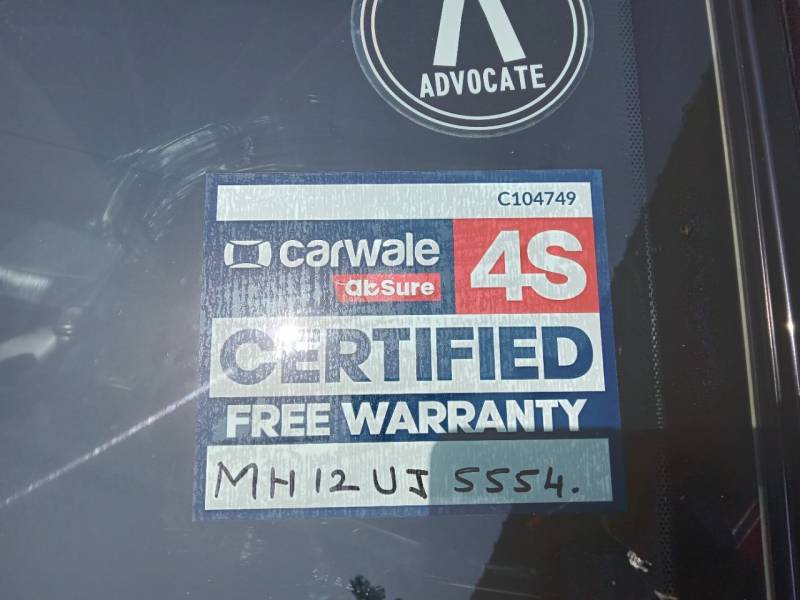 ADVOCATE
C104749
carwale
abSure
4S
CERTIFIED
FREE WARRANTY
MH12UJ 5554.